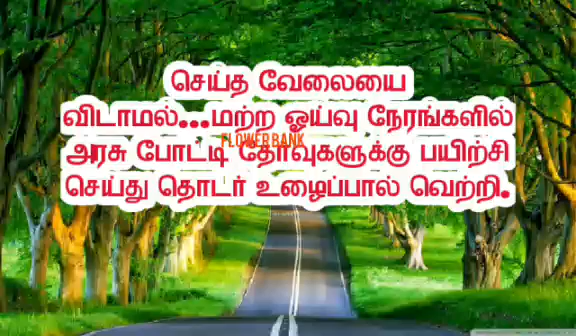 செய்த வேலையை
விடாமல்...மற்ற ஓய்வு நேரங்களில்
FLOWERBANK
அரசு போட்டி தேர்வுகளுக்கு பயிற்சி
செய்து தொடர் உழைப்பால் வெற்றி.